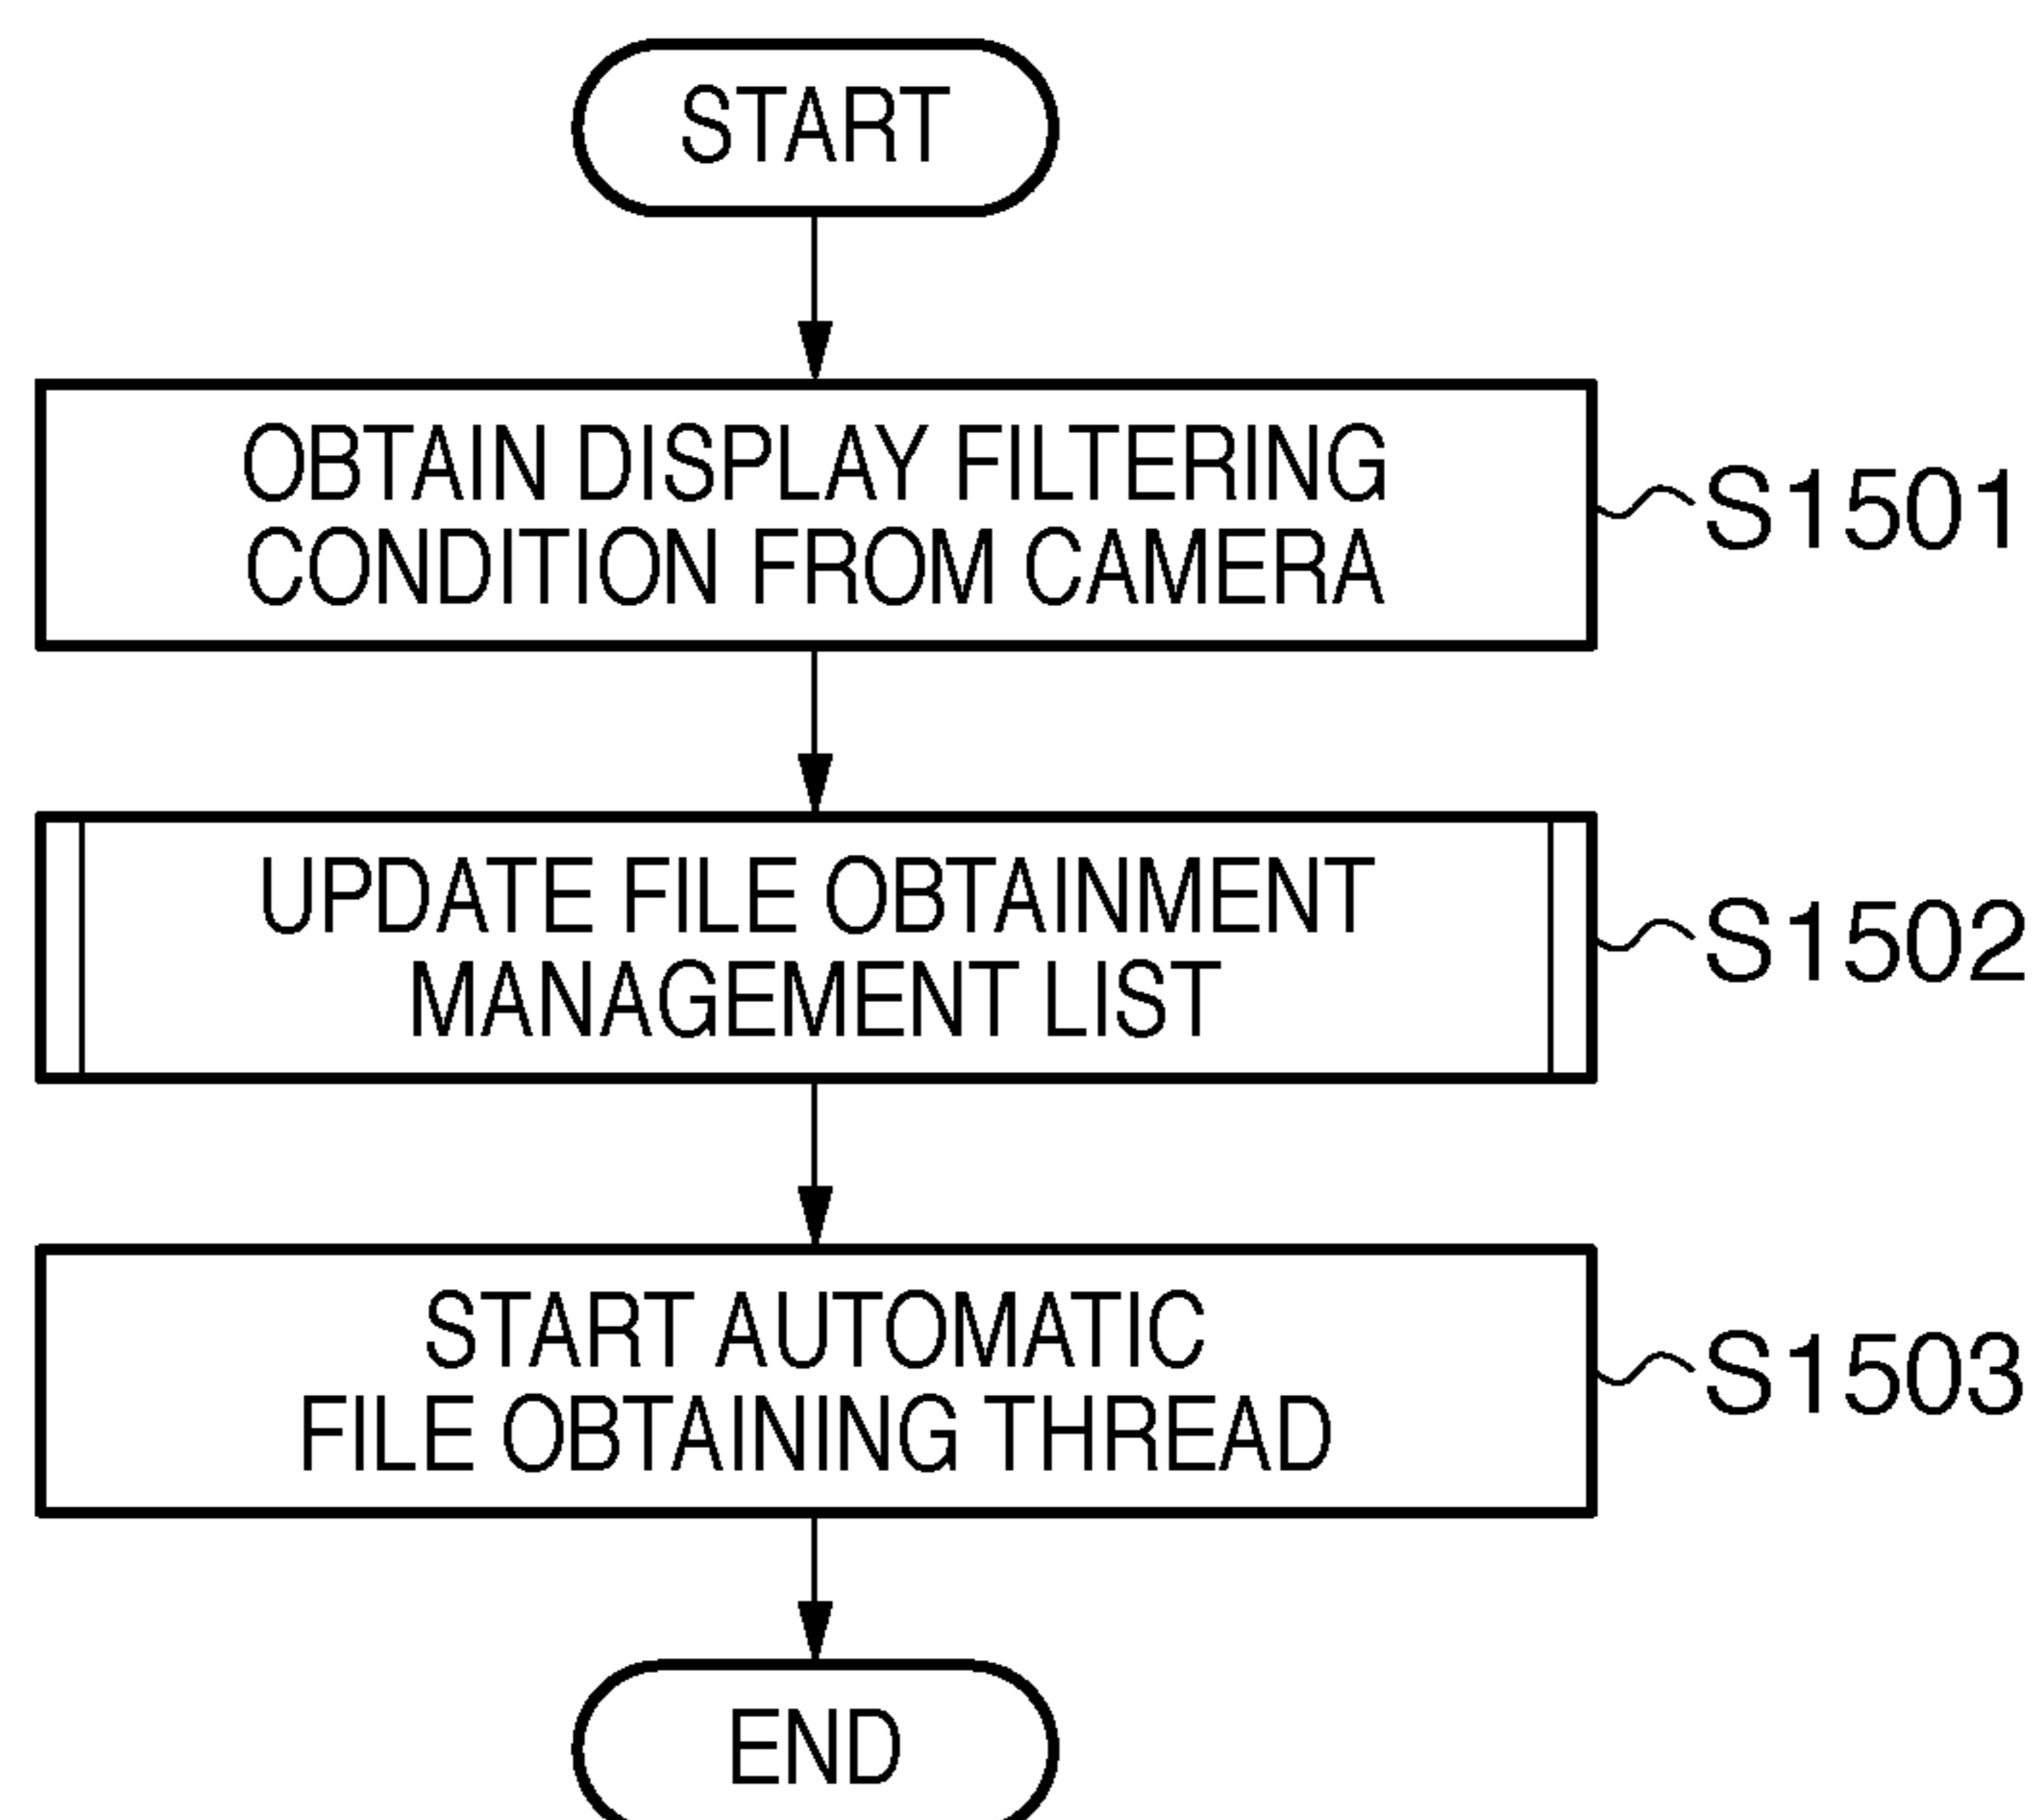 START
OBTAIN DISPLAY FILTERING
CONDITION FROM CAMERA
S1501
UPDATE FILE OBTAINMENT
MANAGEMENT LIST
S1502
START AUTOMATIC
FILE OBTAINING THREAD
S1503
END